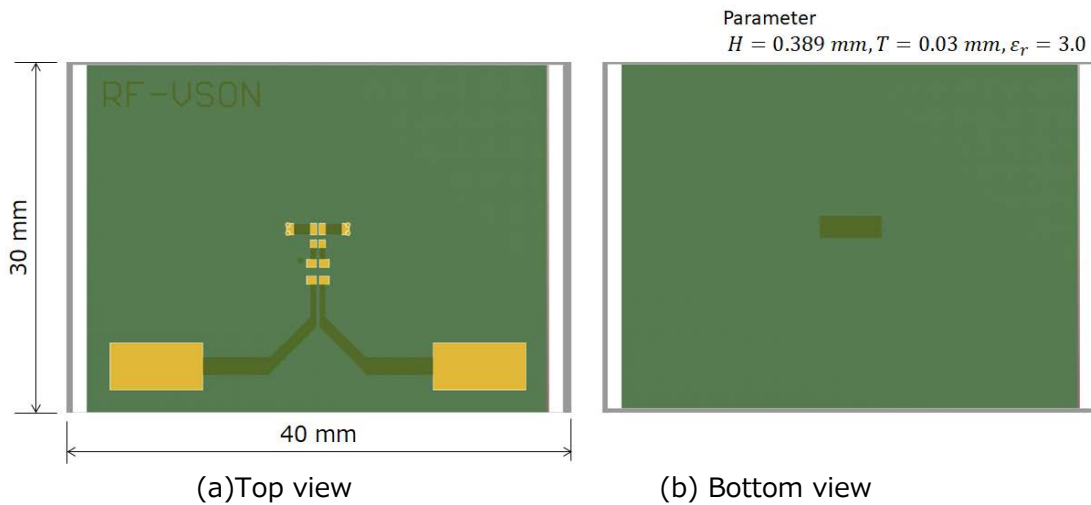 Parameter
H = 0.389 mm, T = 0.03 mm, εr = 3.0
RF-VSON
30 mm
40 mm
(a)Top view
(b) Bottom view